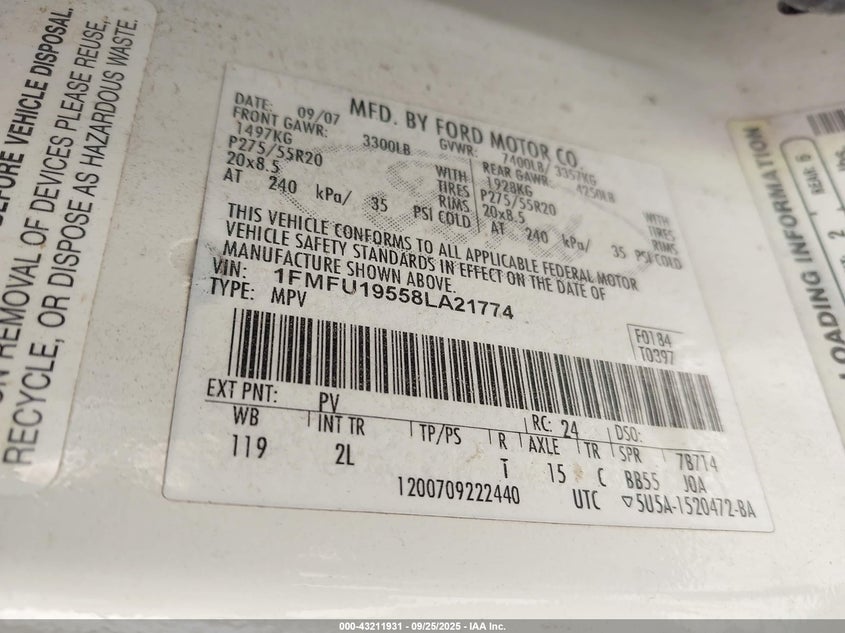 BEFORE VEHICLE DISPOSAL.
ON REMOVAL OF DEVICES PLEASE REUSE,
RECYCLE, OR DISPOSE AS HAZARDOUS WASTE.
MFD. BY FORD MOTOR CO.
DATE: 09/07 GVWR: 7400LB/ 3357KG
FRONT GAWR: 3300LB REAR GAWR: 4250LB
1497KG WITH 1928KG WITH
P275/55R20 TIRES P275/55R20 TIRES
20x8.5 RIMS 20x8.5 RIMS
AT 240 kPa/ 35 PSI COLD AT 240 kPa/ 35 PSI COLD
THIS VEHICLE CONFORMS TO ALL APPLICABLE FEDERAL MOTOR
VEHICLE SAFETY STANDARDS IN EFFECT ON THE DATE OF
MANUFACTURE SHOWN ABOVE.
VIN: 1FMFU19558LA21774
TYPE: MPV
F0184
T0397
EXT PNT: PV RC: 24 DSO:
WB INT TR TP/PS R AXLE TR SPR 7B714
119 2L T 15 C BB55 JOA
1200709222440 UTC ▽5U5A-1520472-BA
LOADING INFORMATION
REAR 6
2
000-43211931 - 09/25/2025 - IAA Inc.